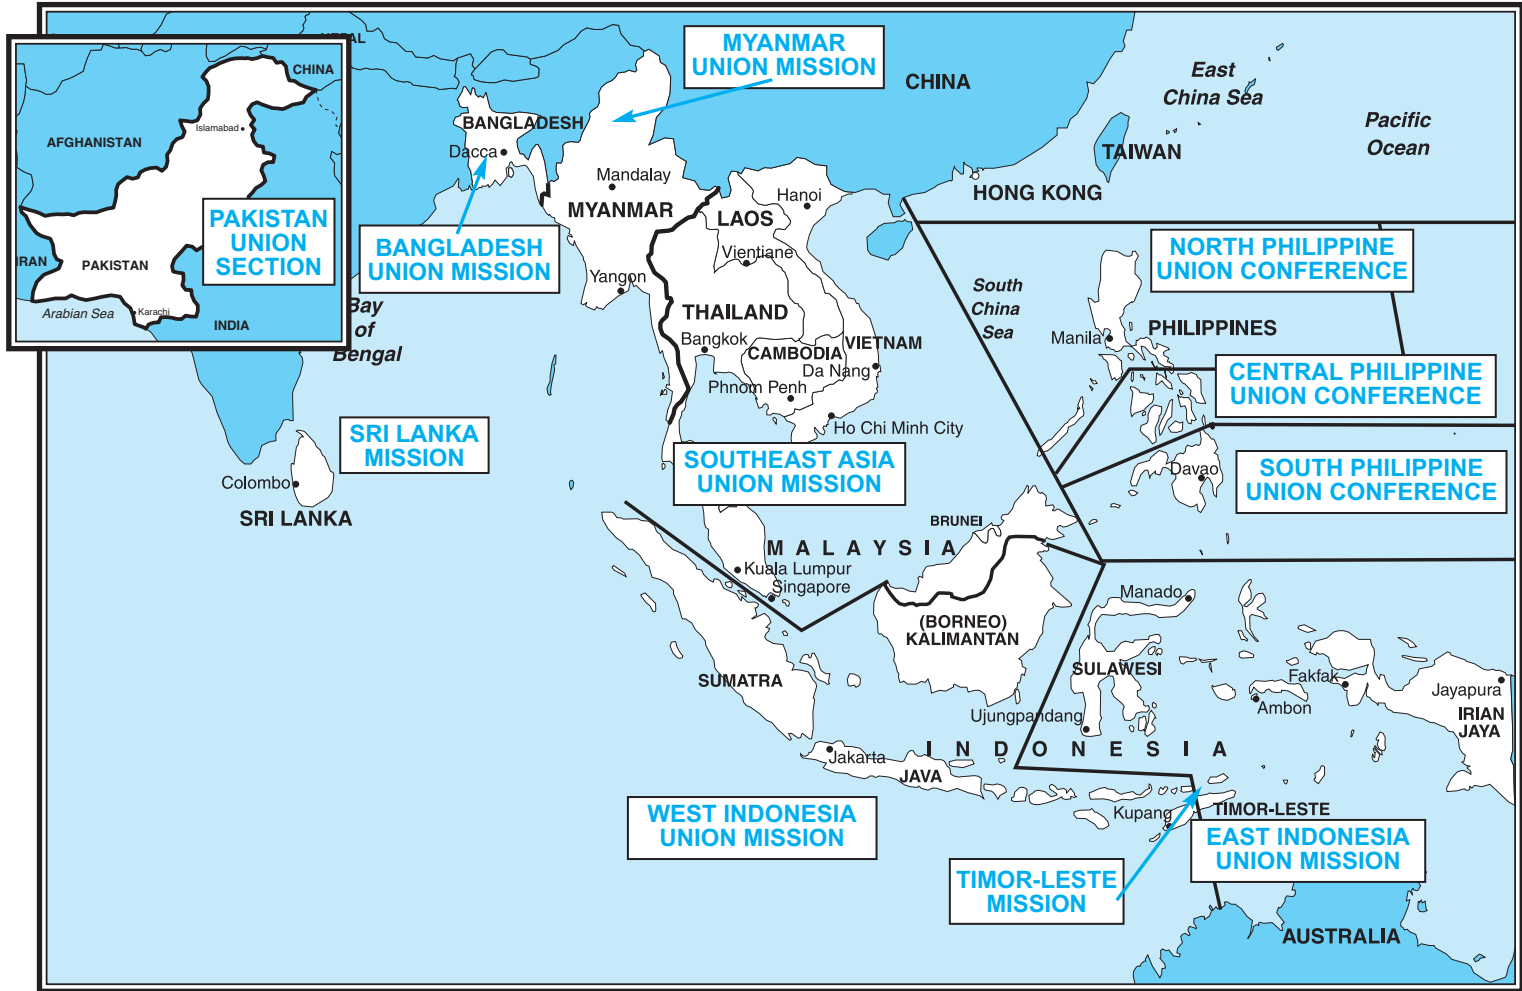 NEPAL
MYANMAR
UNION MISSION
CHINA
East
China Sea
Pacific
Ocean
CHINA
AFGHANISTAN
Islamabad
PAKISTAN
UNION
SECTION
IRAN
PAKISTAN
Arabian Sea
Karachi
INDIA
BANGLADESH
Dacca
Mandalay
MYANMAR
BANGLADESH
UNION MISSION
Yangon
Bay
of
Bengal
TAIWAN
HONG KONG
Hanoi
LAOS
Vientiane
THAILAND
Bangkok
CAMBODIA
VIETNAM
Da Nang
Phnom Penh
Ho Chi Minh City
South
China
Sea
NORTH PHILIPPINE
UNION CONFERENCE
Manila
PHILIPPINES
CENTRAL PHILIPPINE
UNION CONFERENCE
SRI LANKA
MISSION
Colombo
SRI LANKA
SOUTHEAST ASIA
UNION MISSION
Davao
SOUTH PHILIPPINE
UNION CONFERENCE
BRUNEI
MALAYSIA
Kuala Lumpur
Singapore
(BORNEO)
KALIMANTAN
SUMATRA
Manado
SULAWESI
Ujungpandang
Fakfak
Ambon
Jayapura
IRIAN
JAYA
INDONESIA
Jakarta
JAVA
WEST INDONESIA
UNION MISSION
Kupang
TIMOR-LESTE
EAST INDONESIA
UNION MISSION
TIMOR-LESTE
MISSION
AUSTRALIA